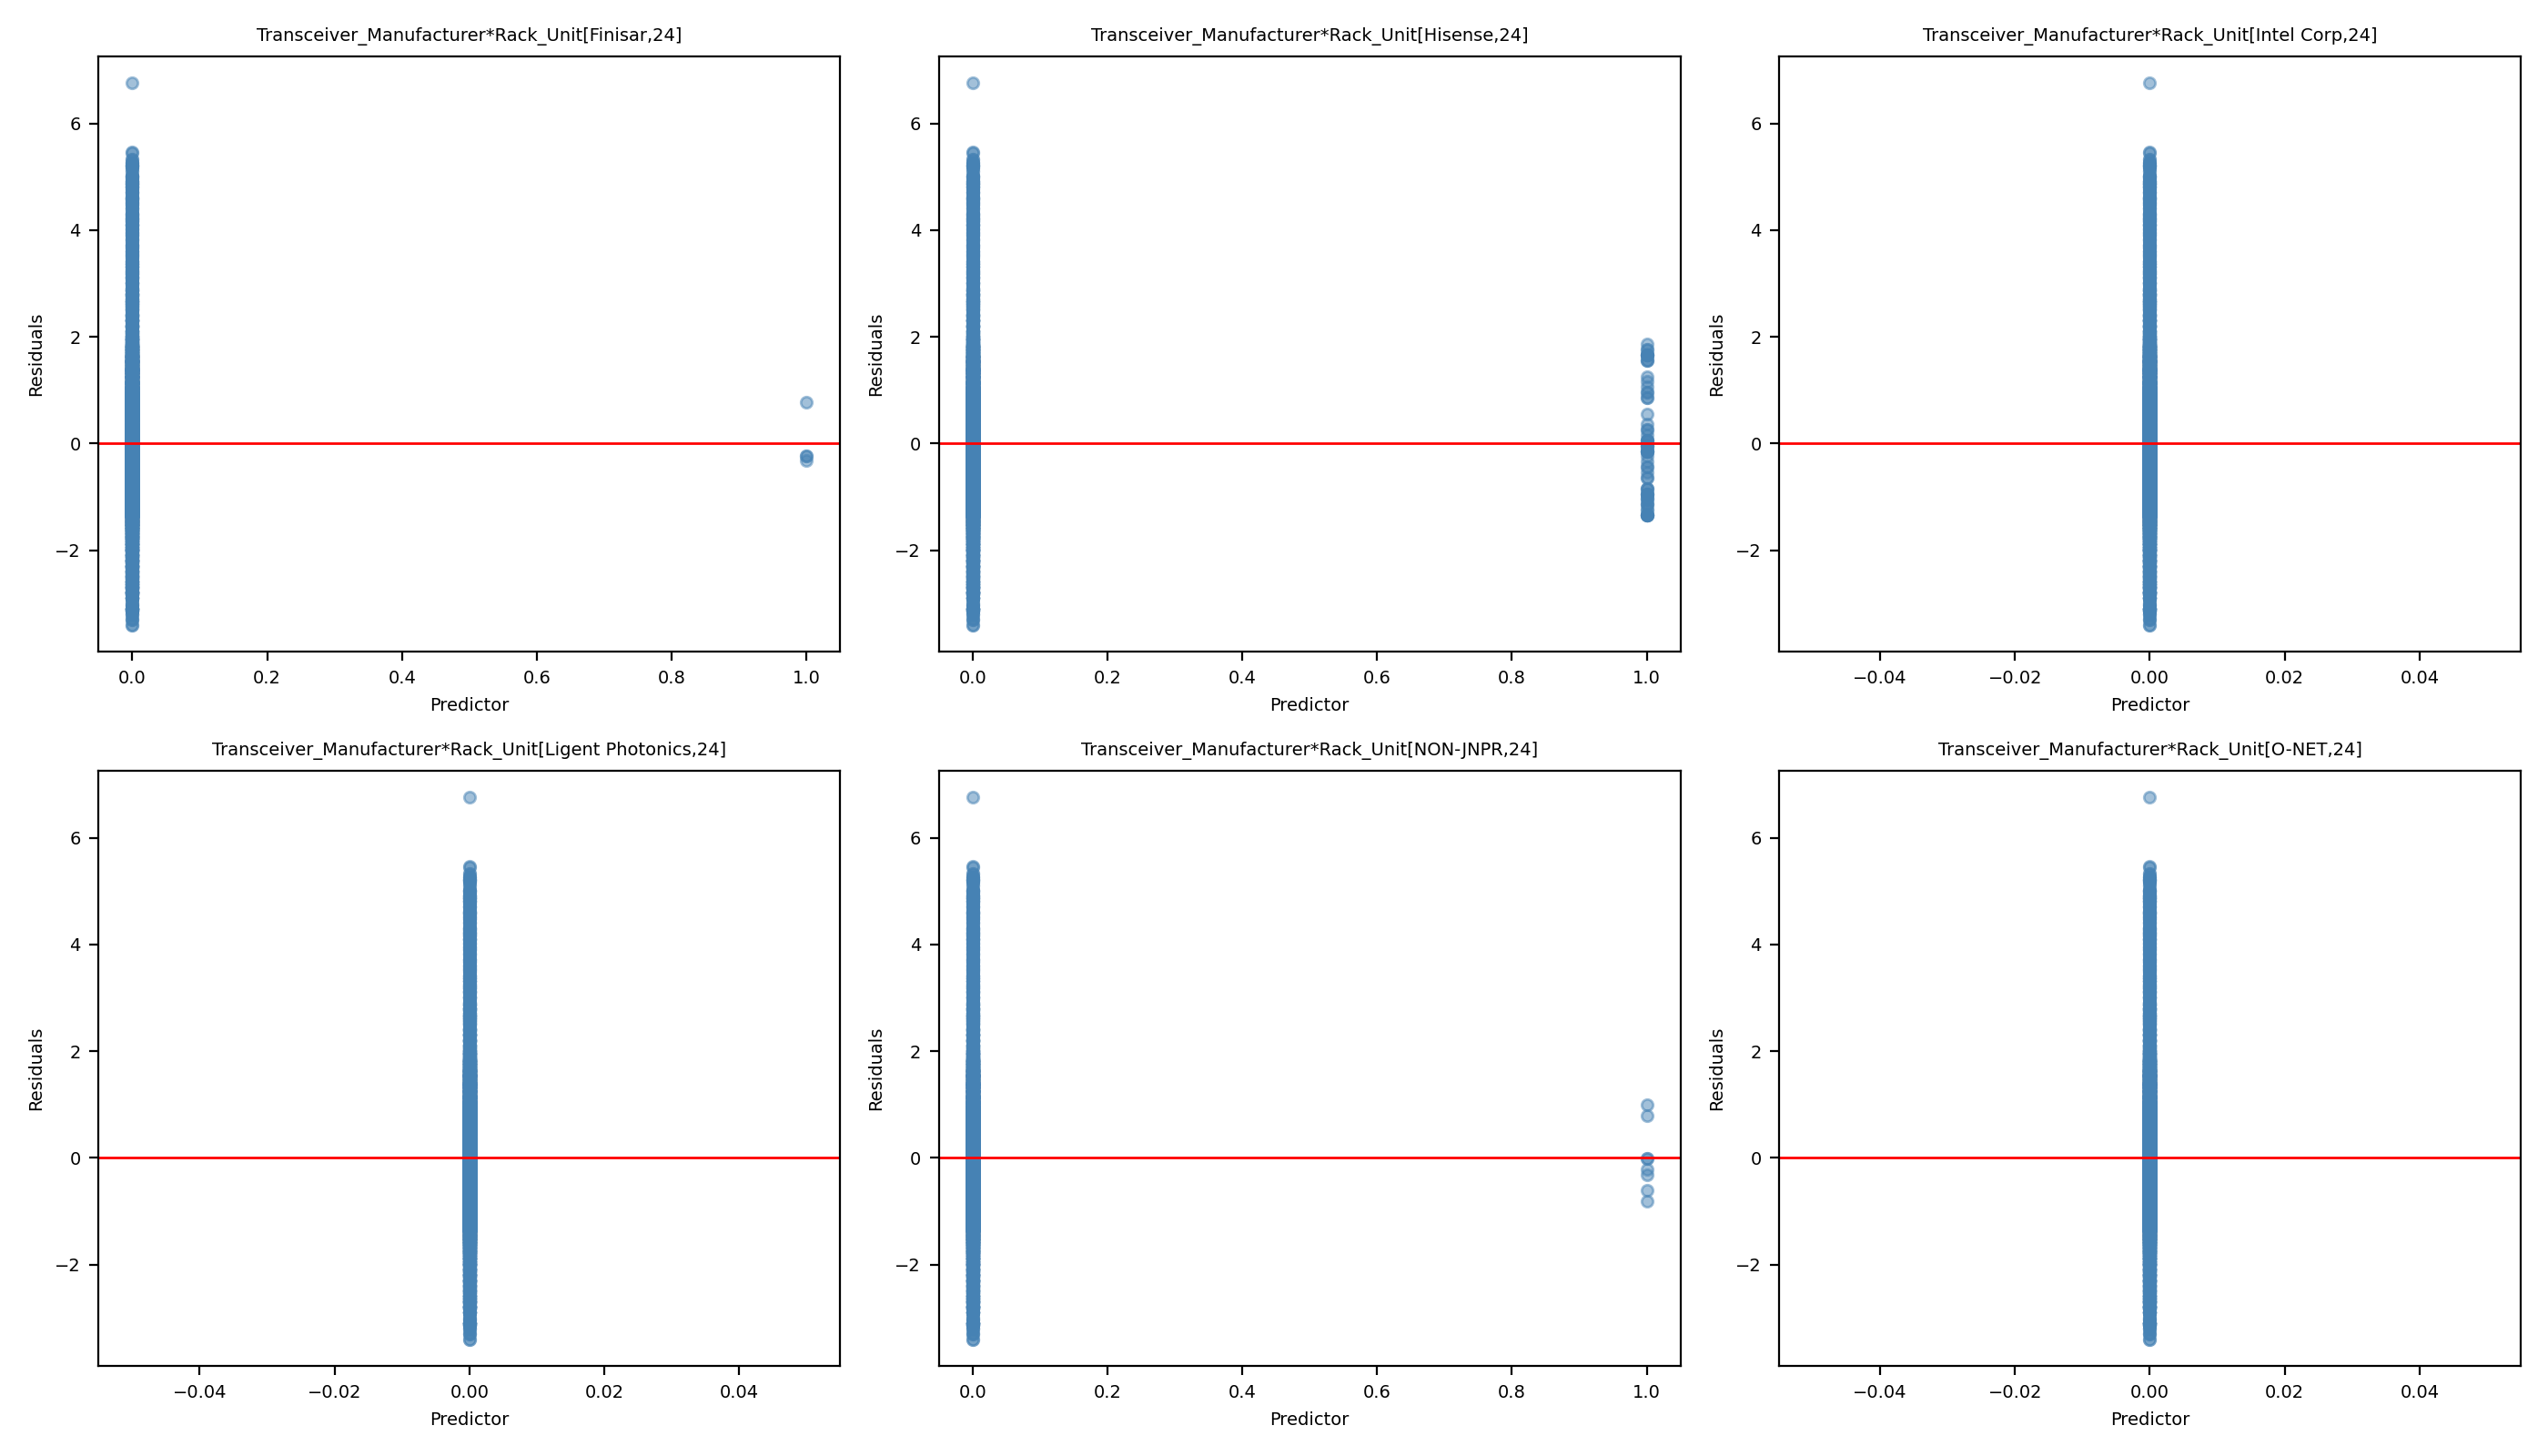 Transceiver_Manufacturer*Rack_Unit[Finisar,24]
Residuals
6
4
2
0
−2
0.0 0.2 0.4 0.6 0.8 1.0
Predictor
Transceiver_Manufacturer*Rack_Unit[Hisense,24]
Residuals
6
4
2
0
−2
0.0 0.2 0.4 0.6 0.8 1.0
Predictor
Transceiver_Manufacturer*Rack_Unit[Intel Corp,24]
Residuals
6
4
2
0
−2
−0.04 −0.02 0.00 0.02 0.04
Predictor
Transceiver_Manufacturer*Rack_Unit[Ligent Photonics,24]
Residuals
6
4
2
0
−2
−0.04 −0.02 0.00 0.02 0.04
Predictor
Transceiver_Manufacturer*Rack_Unit[NON-JNPR,24]
Residuals
6
4
2
0
−2
0.0 0.2 0.4 0.6 0.8 1.0
Predictor
Transceiver_Manufacturer*Rack_Unit[O-NET,24]
Residuals
6
4
2
0
−2
−0.04 −0.02 0.00 0.02 0.04
Predictor